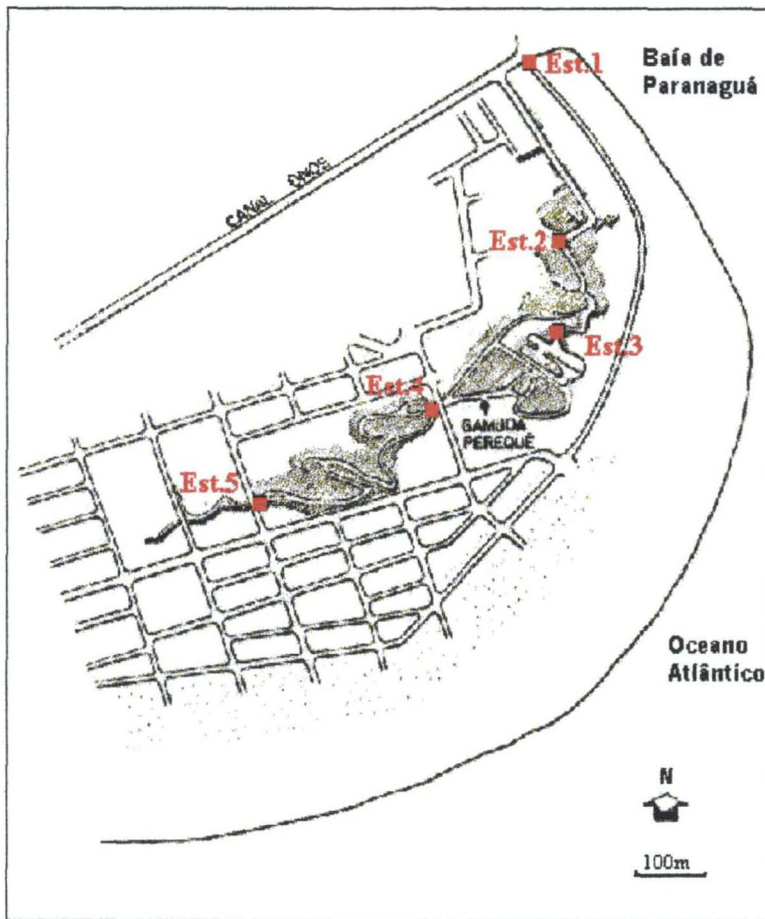 Est.1
Baía de
Paranaguá
CANAL DNOS
Est.2
Est.3
Est.4
GAMBOA
PEREQUÊ
Est.5
Oceano
Atlântico
N
100m